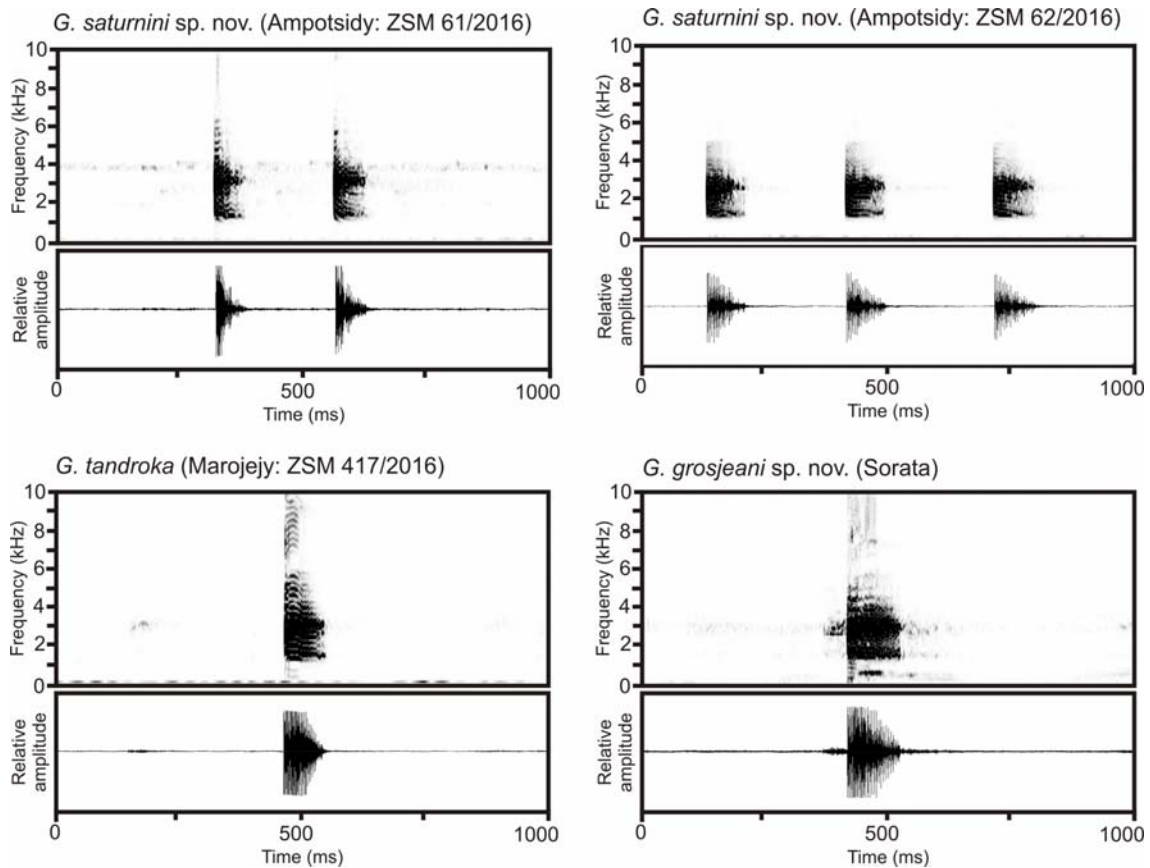 G. saturnini sp. nov. (Ampotsidy: ZSM 61/2016)
10
8
6
4
2
0
Frequency (kHz)
Relative
amplitude
0
500
1000
Time (ms)
G. saturnini sp. nov. (Ampotsidy: ZSM 62/2016)
10
8
6
4
2
0
Frequency (kHz)
Relative
amplitude
0
500
1000
Time (ms)
G. tandroka (Marojejy: ZSM 417/2016)
10
8
6
4
2
0
Frequency (kHz)
Relative
amplitude
0
500
1000
Time (ms)
G. grosjeani sp. nov. (Sorata)
10
8
6
4
2
0
Frequency (kHz)
Relative
amplitude
0
500
1000
Time (ms)